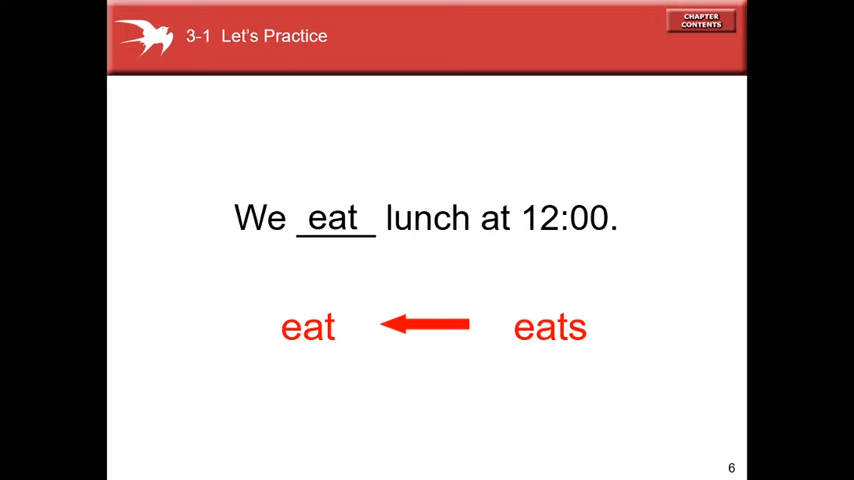 3-1 Let's Practice
CHAPTER
CONTENTS
We eat lunch at 12:00.
eat eats
6